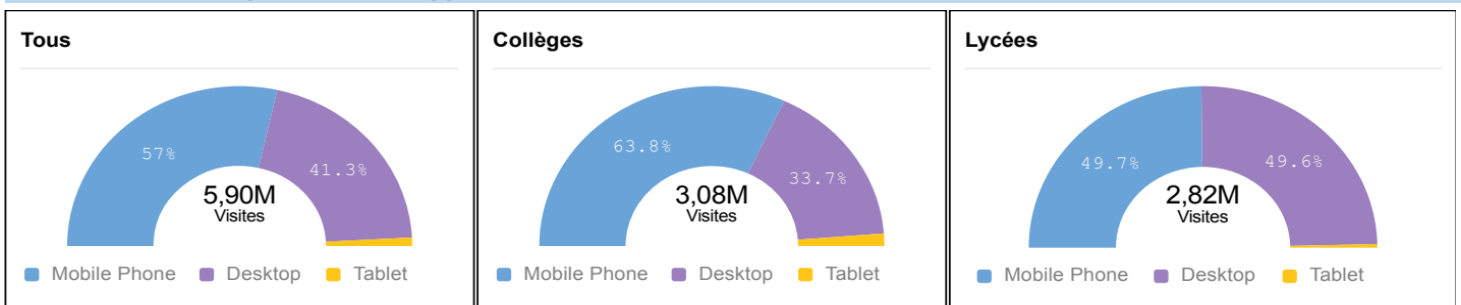 Tous
57%
41.3%
5,90M
Visites
Mobile Phone Desktop Tablet
Collèges
63.8%
33.7%
3,08M
Visites
Mobile Phone Desktop Tablet
Lycées
49.7%
49.6%
2,82M
Visites
Mobile Phone Desktop Tablet